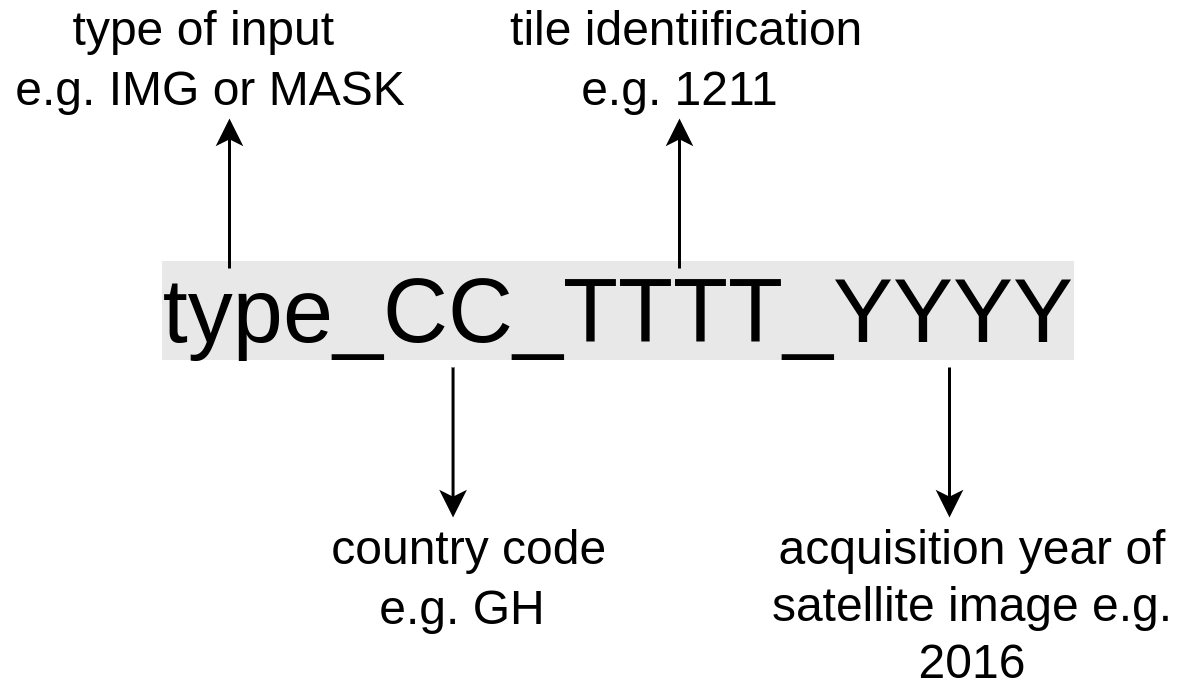 type of input
e.g. IMG or MASK
tile identiification
e.g. 1211
type_CC_TTTT_YYYY
country code
e.g. GH
acquisition year of
satellite image e.g.
2016